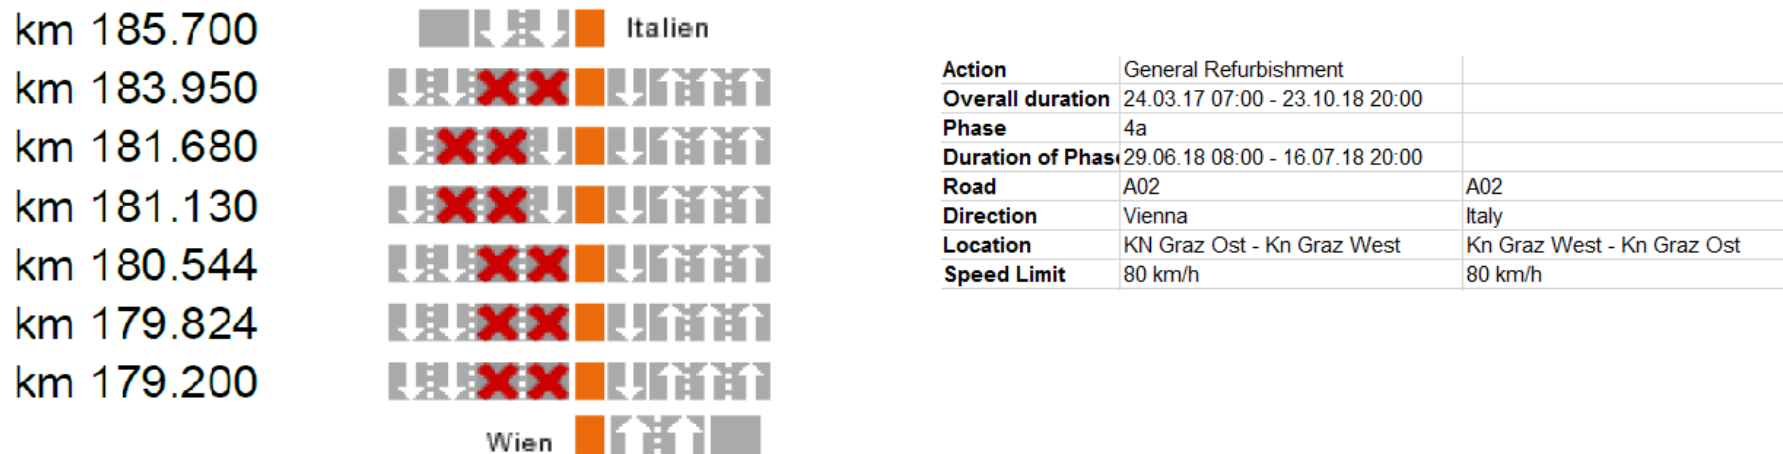 km 185.700 Italien
km 183.950
km 181.680
km 181.130
km 180.544
km 179.824
km 179.200
Wien
Action General Refurbishment
Overall duration 24.03.17 07:00 - 23.10.18 20:00
Phase 4a
Duration of Phase 29.06.18 08:00 - 16.07.18 20:00
Road A02 A02
Direction Vienna Italy
Location KN Graz Ost - Kn Graz West Kn Graz West - Kn Graz Ost
Speed Limit 80 km/h 80 km/h